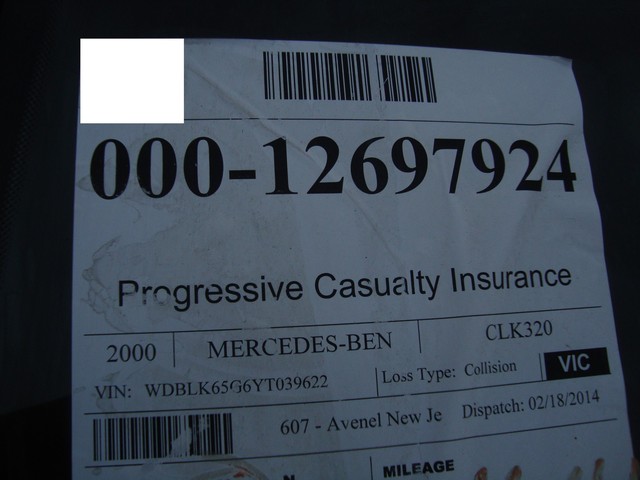 000-12697924
Progressive Casualty Insurance
2000 MERCEDES-BEN CLK320
VIN: WDBLK65G6YT039622 Loss Type: Collision VIC
607 - Avenel New Je Dispatch: 02/18/2014
MILEAGE